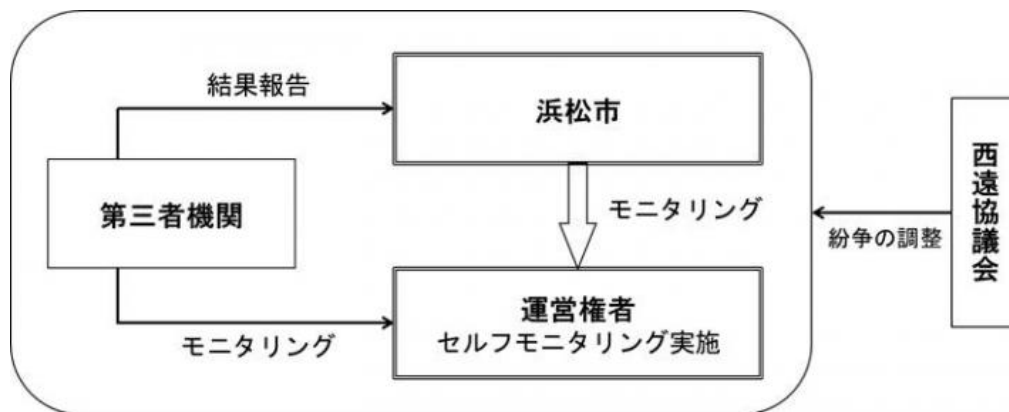 結果報告
浜松市
第三者機関
モニタリング
西遠協議会
紛争の調整
運営権者
セルフモニタリング実施
モニタリング